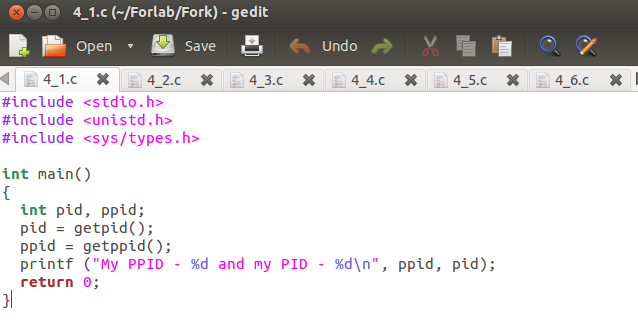 4_1.c (~/Forlab/Fork) - gedit
Open Save Undo
4_1.c 4_2.c 4_3.c 4_4.c 4_5.c 4_6.c
#include <stdio.h>
#include <unistd.h>
#include <sys/types.h>

int main()
{
  int pid, ppid;
  pid = getpid();
  ppid = getppid();
  printf ("My PPID - %d and my PID - %d\n", ppid, pid);
  return 0;
}